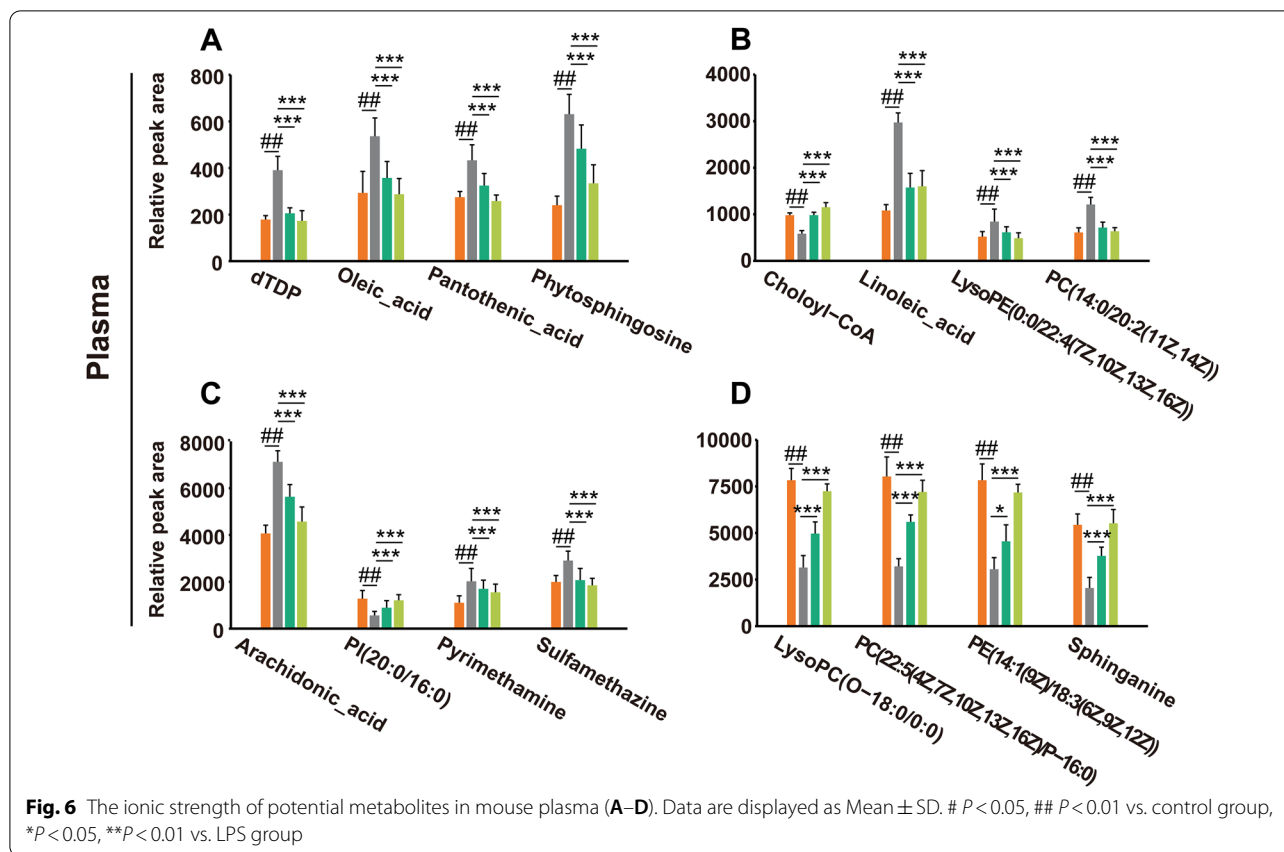 Plasma
A
Relative peak area
800
600
400
200
0
## *** ***
## *** ***
## *** ***
## *** ***
dTDP
Oleic_acid
Pantothenic_acid
Phytosphingosine
B
4000
3000
2000
1000
0
## *** ***
## *** ***
## *** ***
## *** ***
Choloyl–CoA
Linoleic_acid
LysoPE(0:0/22:4(7Z,10Z,13Z,16Z))
PC(14:0/20:2(11Z,14Z))
C
Relative peak area
8000
6000
4000
2000
0
## *** ***
## *** ***
## *** ***
## *** ***
Arachidonic_acid
PI(20:0/16:0)
Pyrimethamine
Sulfamethazine
D
10000
7500
5000
2500
0
## *** ***
## *** ***
## *** *
## *** ***
LysoPC(O–18:0/0:0)
PC(22:5(4Z,7Z,10Z,13Z,16Z)/P–16:0)
PE(14:1(9Z)/18:3(6Z,9Z,12Z))
Sphinganine
Fig. 6 The ionic strength of potential metabolites in mouse plasma (A–D). Data are displayed as Mean ± SD. # P < 0.05, ## P < 0.01 vs. control group,
*P < 0.05, **P < 0.01 vs. LPS group